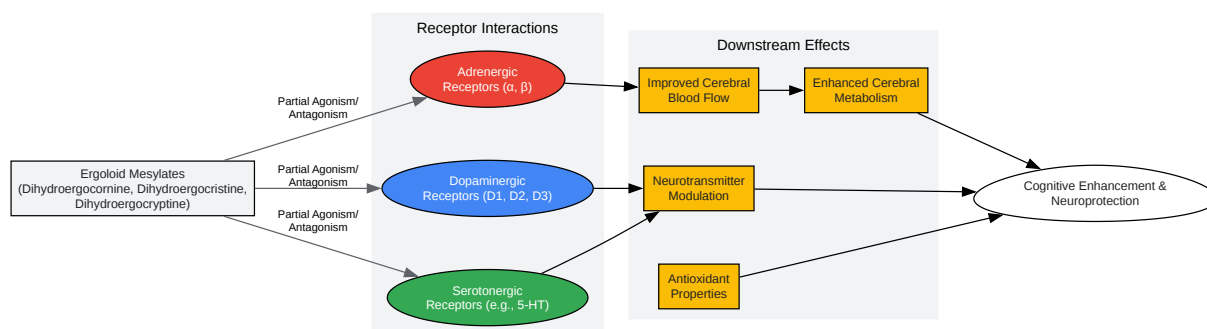 Receptor Interactions
Downstream Effects
Adrenergic
Receptors (α, β)
Improved Cerebral
Blood Flow
Enhanced Cerebral
Metabolism
Partial Agonism/
Antagonism
Ergoloid Mesylates
(Dihydroergocornine, Dihydroergocristine,
Dihydroergocryptine)
Partial Agonism/
Antagonism
Dopaminergic
Receptors (D1, D2, D3)
Neurotransmitter
Modulation
Cognitive Enhancement &
Neuroprotection
Partial Agonism/
Antagonism
Serotonergic
Receptors (e.g., 5-HT)
Antioxidant
Properties